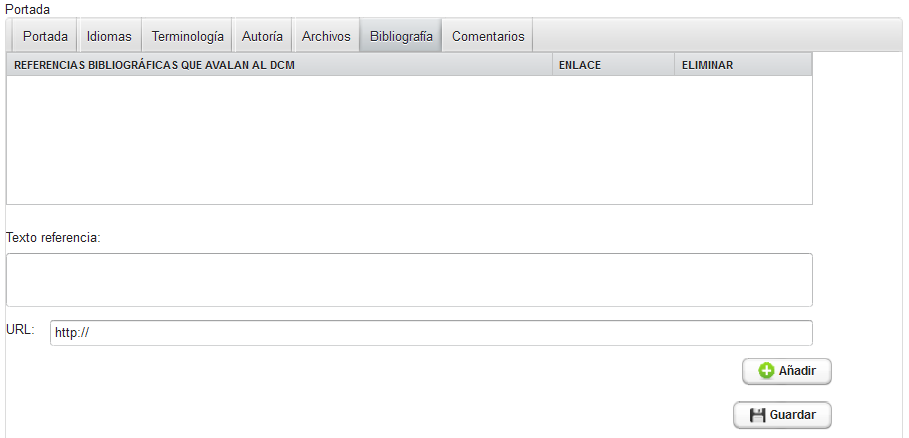 Portada
Portada Idiomas Terminología Autoría Archivos Bibliografía Comentarios
REFERENCIAS BIBLIOGRÁFICAS QUE AVALAN AL DCM ENLACE ELIMINAR
Texto referencia:
URL: http://
Añadir
Guardar